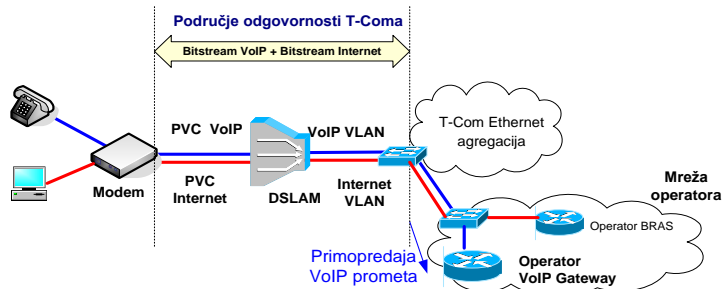 Područje odgovornosti T-Coma
Bitstream VoIP + Bitstream Internet
PVC VoIP
VoIP VLAN
T-Com Ethernet
agregacija
Modem
PVC
Internet
DSLAM
Internet
VLAN
Mreža
operatora
Operator BRAS
Primopredaja
VoIP prometa
Operator
VoIP Gateway